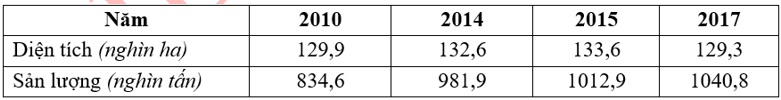 Năm 2010 2014 2015 2017
Diện tích (nghìn ha) 129,9 132,6 133,6 129,3
Sản lượng (nghìn tấn) 834,6 981,9 1012,9 1040,8